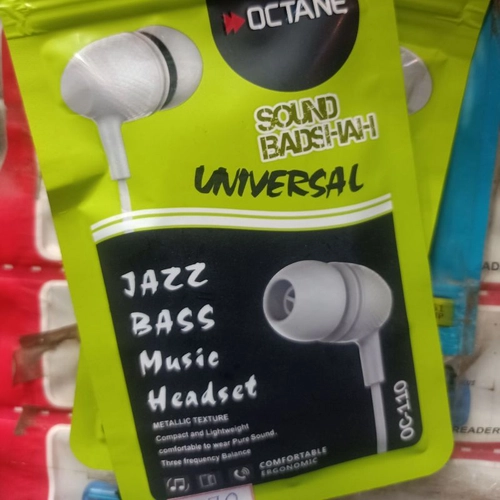 OCTANE
SOUND
BADSHAH
UNIVERSAL
JAZZ
BASS
Music
Headset
METALLIC TEXTURE
Compact and Lightweight
comfortable to wear Pure Sound.
Three frequency Balance
COMFORTABLE
ERGONOMIC
OC-110
READER